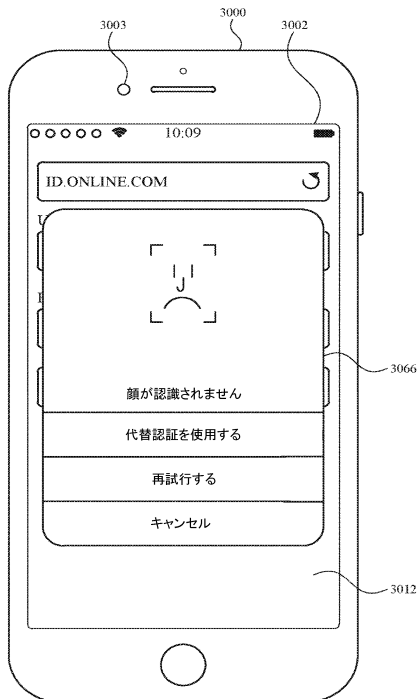 3003
3000
3002
10:09
ID.ONLINE.COM
U
顔が認識されません
3066
代替認証を使用する
再試行する
キャンセル
3012